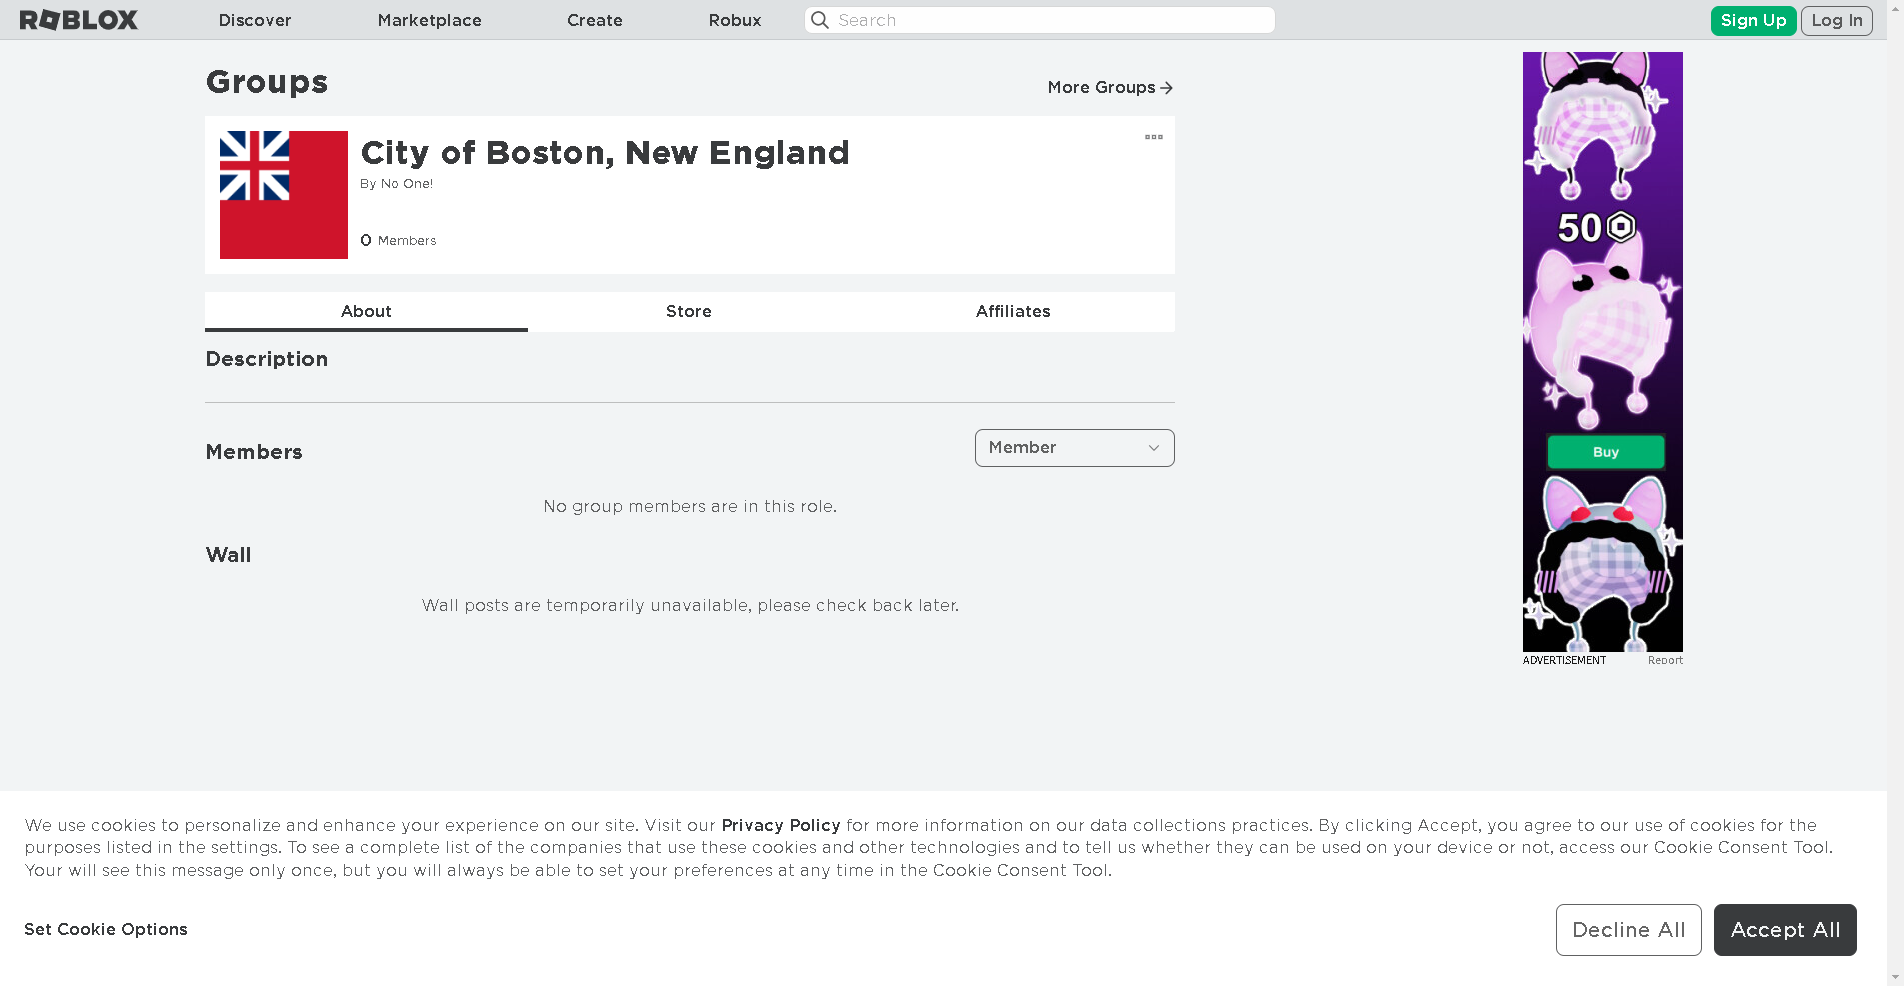 ROBLOX
Discover
Marketplace
Create
Robux
Search
Sign Up
Log In
Groups
More Groups
City of Boston, New England
By No One!
0 Members
About
Store
Affiliates
Description
Members
Member
No group members are in this role.
Wall
Wall posts are temporarily unavailable, please check back later.
50
Buy
ADVERTISEMENT
Report
We use cookies to personalize and enhance your experience on our site. Visit our Privacy Policy for more information on our data collections practices. By clicking Accept, you agree to our use of cookies for the
purposes listed in the settings. To see a complete list of the companies that use these cookies and other technologies and to tell us whether they can be used on your device or not, access our Cookie Consent Tool.
Your will see this message only once, but you will always be able to set your preferences at any time in the Cookie Consent Tool.
Set Cookie Options
Decline All
Accept All